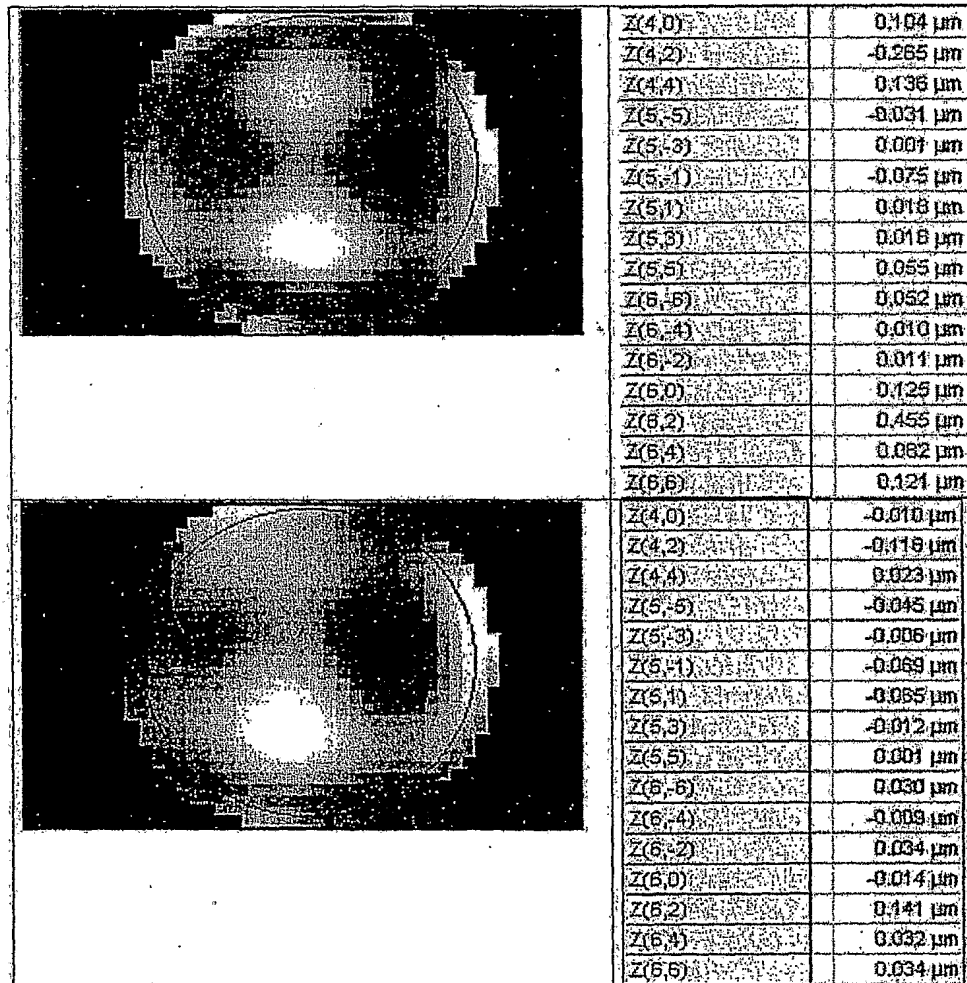 Z(4,0) 0.104 µm
Z(4,2) -0.265 µm
Z(4,4) 0.136 µm
Z(5,-5) -0.031 µm
Z(5,-3) 0.001 µm
Z(5,-1) -0.075 µm
Z(5,1) 0.018 µm
Z(5,3) 0.018 µm
Z(5,5) 0.055 µm
Z(6,-6) 0.052 µm
Z(6,-4) 0.010 µm
Z(6,-2) 0.011 µm
Z(6,0) 0.125 µm
Z(6,2) 0.455 µm
Z(6,4) 0.062 µm
Z(6,6) 0.121 µm
Z(4,0) -0.010 µm
Z(4,2) -0.118 µm
Z(4,4) 0.023 µm
Z(5,-5) -0.045 µm
Z(5,-3) -0.006 µm
Z(5,-1) -0.069 µm
Z(5,1) -0.065 µm
Z(5,3) -0.012 µm
Z(5,5) 0.001 µm
Z(6,-6) 0.030 µm
Z(6,-4) -0.009 µm
Z(6,-2) 0.034 µm
Z(6,0) -0.014 µm
Z(6,2) 0.141 µm
Z(6,4) 0.032 µm
Z(6,6) 0.034 µm